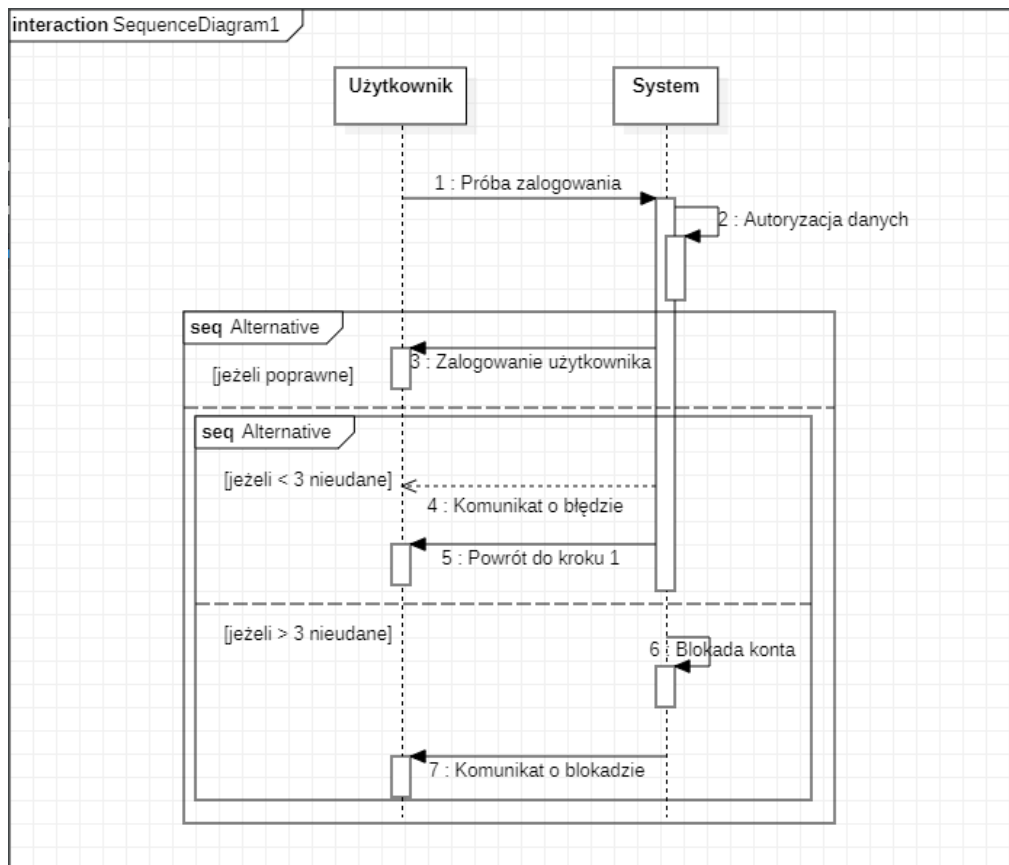 interaction SequenceDiagram1
Użytkownik
System
1 : Próba zalogowania
2 : Autoryzacja danych
seq Alternative
3 : Zalogowanie użytkownika
[jeżeli poprawne]
seq Alternative
[jeżeli < 3 nieudane]
4 : Komunikat o błędzie
5 : Powrót do kroku 1
[jeżeli > 3 nieudane]
6 : Blokada konta
7 : Komunikat o blokadzie